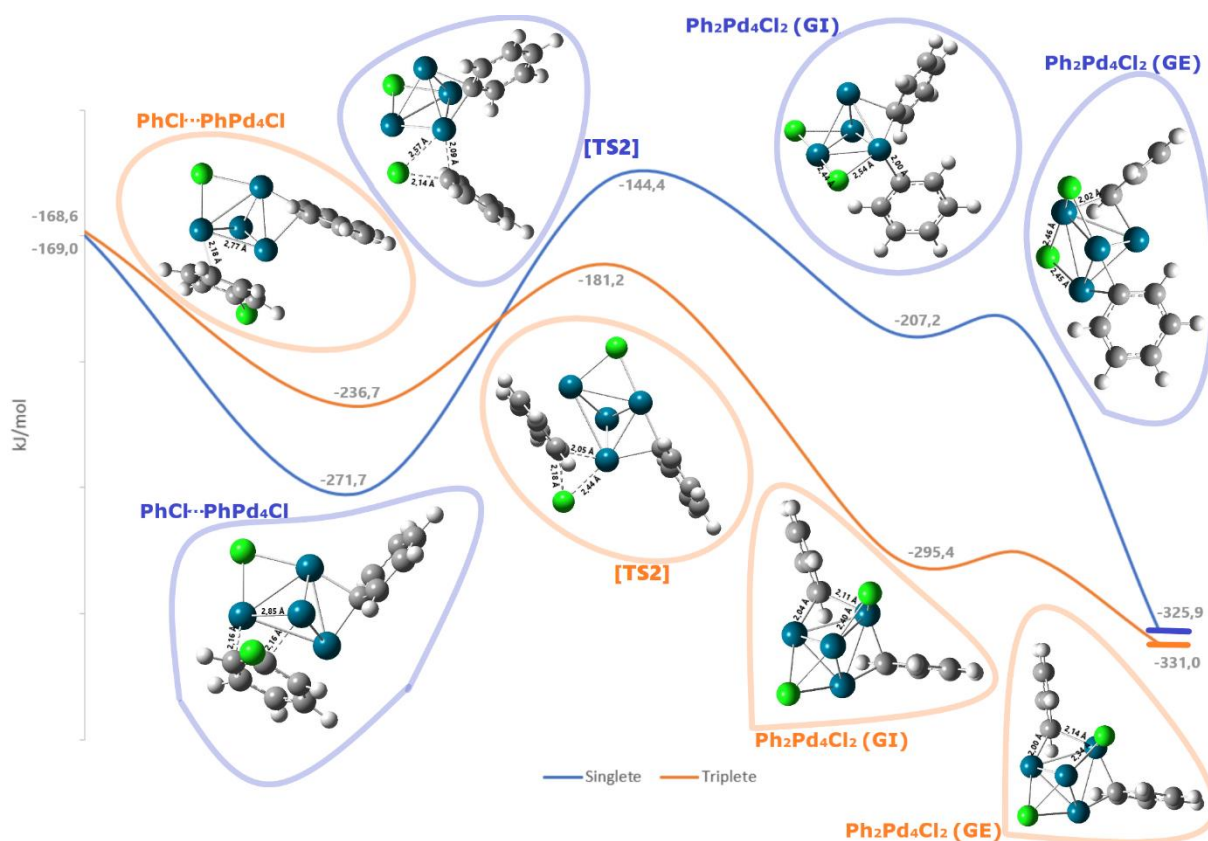 Ph₂Pd₄Cl₂ (GI)
Ph₂Pd₄Cl₂ (GE)
PhCl···PhPd₄Cl
[TS2]
2,57 Å
2,09 Å
2,14 Å
-144,4
2,44
2,54 Å
2,00 Å
2,02 Å
2,46 Å
2,45 Å
-168,6
-169,0
2,77 Å
2,18 Å
-181,2
-207,2
-236,7
-271,7
kJ/mol
2,05 Å
2,18 Å
2,44 Å
[TS2]
PhCl···PhPd₄Cl
2,85 Å
2,16 Å
2,16 Å
-295,4
2,11 Å
2,04 Å
2,40 Å
-325,9
-331,0
Ph₂Pd₄Cl₂ (GI)
2,14 Å
2,00 Å
Singlete
Triplete
Ph₂Pd₄Cl₂ (GE)